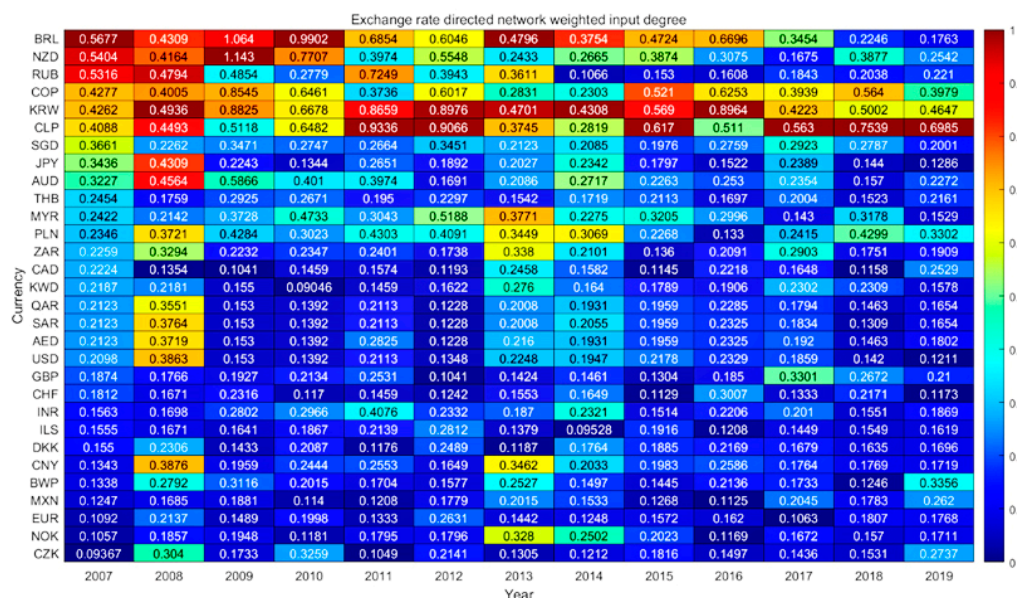 Exchange rate directed network weighted input degree
BRL 0.5677 0.4309 1.064 0.9902 0.6854 0.6046 0.4796 0.3754 0.4724 0.6696 0.3454 0.2246 0.1763
NZD 0.5404 0.4164 1.143 0.7707 0.3974 0.5548 0.2433 0.2665 0.3874 0.3075 0.1675 0.3877 0.2542
RUB 0.5316 0.4794 0.4854 0.2779 0.7249 0.3943 0.3611 0.1066 0.153 0.1608 0.1843 0.2038 0.221
COP 0.4277 0.4005 0.8545 0.6461 0.3736 0.6017 0.2831 0.2303 0.521 0.6253 0.3939 0.564 0.3979
KRW 0.4262 0.4936 0.8825 0.6678 0.8659 0.8976 0.4701 0.4308 0.569 0.8964 0.4223 0.5002 0.4647
CLP 0.4088 0.4493 0.5118 0.6482 0.9336 0.9066 0.3745 0.2819 0.617 0.511 0.563 0.7539 0.6985
SGD 0.3661 0.2262 0.3471 0.2747 0.2664 0.3451 0.2123 0.2085 0.1976 0.2759 0.2923 0.2787 0.2001
JPY 0.3436 0.4309 0.2243 0.1344 0.2651 0.1892 0.2027 0.2342 0.1797 0.1522 0.2389 0.144 0.1286
AUD 0.3227 0.4564 0.5866 0.401 0.3974 0.1691 0.2086 0.2717 0.2263 0.253 0.2354 0.157 0.2272
THB 0.2454 0.1759 0.2925 0.2671 0.195 0.2297 0.1542 0.1719 0.2113 0.1697 0.2004 0.1523 0.2161
MYR 0.2422 0.2142 0.3728 0.4733 0.3043 0.5188 0.3771 0.2275 0.3205 0.2996 0.143 0.3178 0.1529
PLN 0.2346 0.3721 0.4284 0.3023 0.4303 0.4091 0.3449 0.3069 0.2268 0.133 0.2415 0.4299 0.3302
ZAR 0.2259 0.3294 0.2232 0.2347 0.2401 0.1738 0.338 0.2101 0.136 0.2091 0.2903 0.1751 0.1909
CAD 0.2224 0.1354 0.1041 0.1459 0.1574 0.1193 0.2458 0.1582 0.1145 0.2218 0.1648 0.1158 0.2529
KWD 0.2187 0.2181 0.155 0.09046 0.1459 0.1622 0.276 0.164 0.1789 0.1906 0.2302 0.2309 0.1578
QAR 0.2123 0.3551 0.153 0.1392 0.2113 0.1228 0.2008 0.1931 0.1959 0.2285 0.1794 0.1463 0.1654
SAR 0.2123 0.3764 0.153 0.1392 0.2113 0.1228 0.2008 0.2055 0.1959 0.2325 0.1834 0.1309 0.1654
AED 0.2123 0.3719 0.153 0.1392 0.2825 0.1228 0.216 0.1931 0.1959 0.2325 0.192 0.1463 0.1802
USD 0.2098 0.3863 0.153 0.1392 0.2113 0.1348 0.2248 0.1947 0.2178 0.2329 0.1859 0.142 0.1211
GBP 0.1874 0.1766 0.1927 0.2134 0.2531 0.1041 0.1424 0.1461 0.1304 0.185 0.3301 0.2672 0.21
CHF 0.1812 0.1671 0.2316 0.117 0.1459 0.1242 0.1553 0.1649 0.1129 0.3007 0.1333 0.2171 0.1173
INR 0.1563 0.1698 0.2802 0.2966 0.4076 0.2332 0.187 0.2321 0.1514 0.2206 0.201 0.1551 0.1869
ILS 0.1555 0.1671 0.1641 0.1867 0.2139 0.2812 0.1379 0.09528 0.1916 0.1208 0.1449 0.1549 0.1619
DKK 0.155 0.2306 0.1433 0.2087 0.1176 0.2489 0.1187 0.1764 0.1885 0.2169 0.1679 0.1635 0.1696
CNY 0.1343 0.3876 0.1959 0.2444 0.2553 0.1649 0.3462 0.2033 0.1983 0.2586 0.1764 0.1769 0.1719
BWP 0.1338 0.2792 0.3116 0.2015 0.1704 0.1577 0.2527 0.1497 0.1445 0.2136 0.1733 0.1246 0.3356
MXN 0.1247 0.1685 0.1881 0.114 0.1208 0.1779 0.2015 0.1533 0.1268 0.1125 0.2045 0.1783 0.262
EUR 0.1092 0.2137 0.1489 0.1998 0.1333 0.2631 0.1442 0.1248 0.1572 0.162 0.1063 0.1807 0.1768
NOK 0.1057 0.1857 0.1948 0.1181 0.1795 0.1796 0.328 0.2502 0.2023 0.1169 0.1672 0.157 0.1711
CZK 0.09367 0.304 0.1733 0.3259 0.1049 0.2141 0.1305 0.1212 0.1816 0.1497 0.1436 0.1531 0.2737
2007 2008 2009 2010 2011 2012 2013 2014 2015 2016 2017 2018 2019
Year
Currency
1